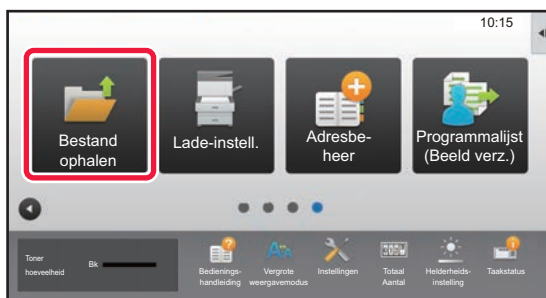 10:15
Bestand
ophalen
Lade-instell.
Adresbe-
heer
Programmalijst
(Beeld verz.)
Toner
hoeveelheid
Bk
Bedienings-
handleiding
Vergrote
weergavemodus
Instellingen
Totaal
Aantal
Helderheids-
instelling
Taakstatus